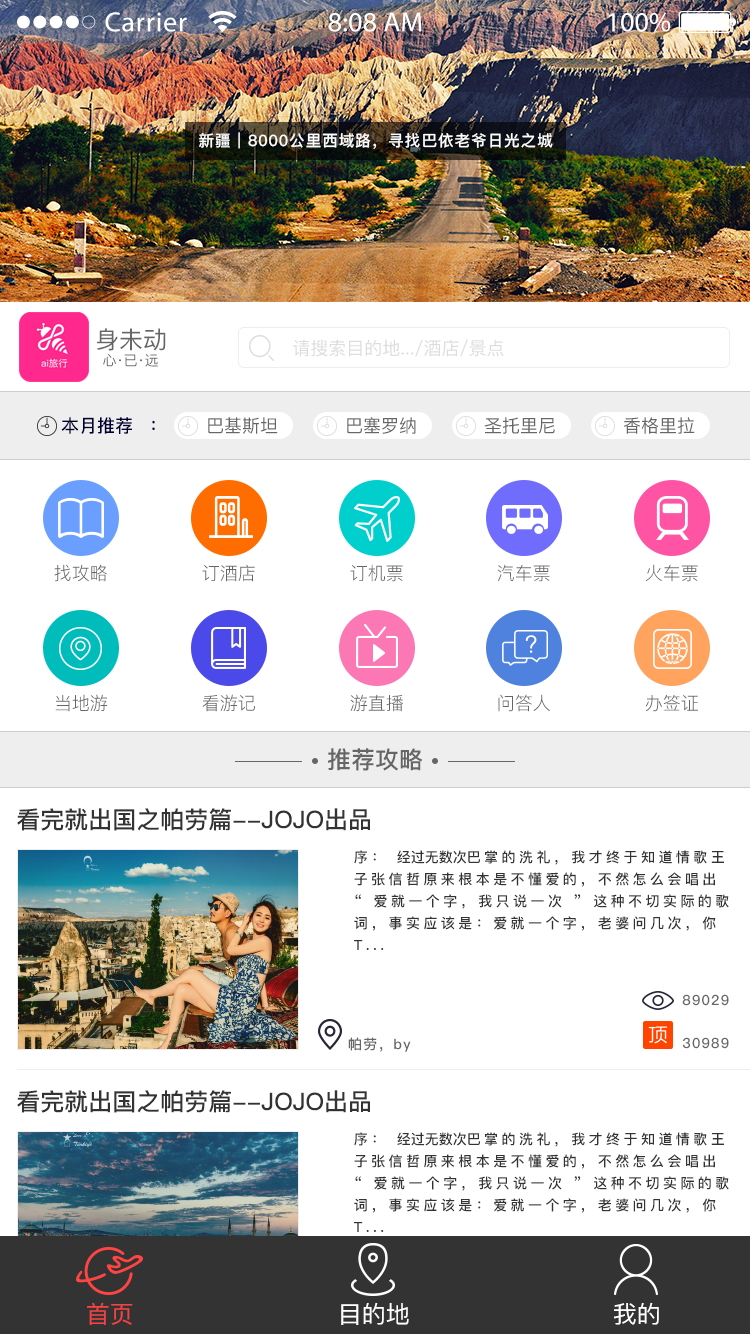 Carrier 8:08 AM 100%
新疆｜8000公里西域路，寻找巴依老爷日光之城
ai旅行
身未动
心·已·远
请搜索目的地.../酒店/景点
本月推荐 ： 巴基斯坦 巴塞罗纳 圣托里尼 香格里拉
找攻略 订酒店 订机票 汽车票 火车票
当地游 看游记 游直播 问答人 办签证
• 推荐攻略 •
看完就出国之帕劳篇--JOJO出品
序： 经过无数次巴掌的洗礼，我才终于知道情歌王
子张信哲原来根本是不懂爱的，不然怎么会唱出
“ 爱就一个字，我只说一次 ” 这种不切实际的歌
词，事实应该是：爱就一个字，老婆问几次，你
T...
89029
帕劳，by
顶 30989
看完就出国之帕劳篇--JOJO出品
序： 经过无数次巴掌的洗礼，我才终于知道情歌王
子张信哲原来根本是不懂爱的，不然怎么会唱出
“ 爱就一个字，我只说一次 ” 这种不切实际的歌
词，事实应该是：爱就一个字，老婆问几次，你
T...
首页 目的地 我的